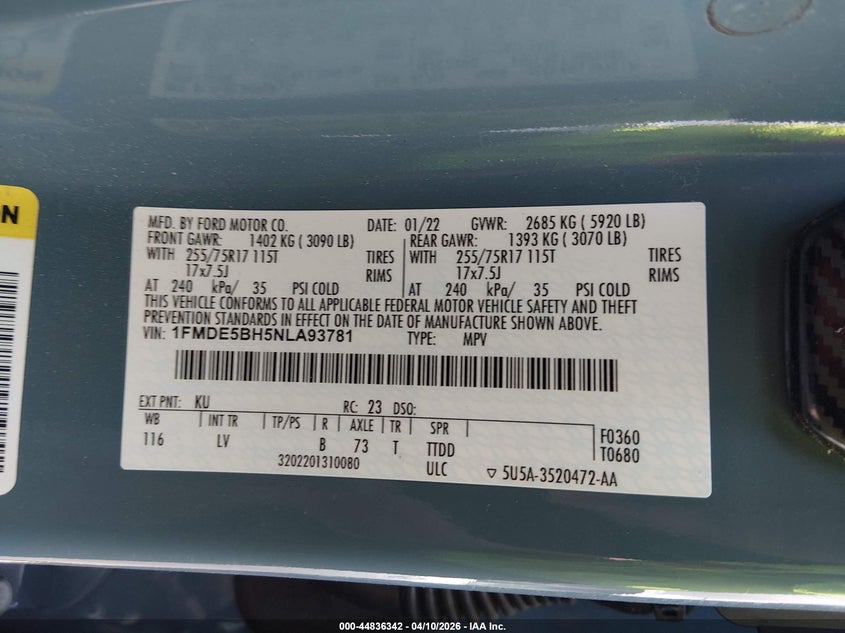 N
MFD. BY FORD MOTOR CO. DATE: 01/22 GVWR: 2685 KG ( 5920 LB)
FRONT GAWR: 1402 KG ( 3090 LB) REAR GAWR: 1393 KG ( 3070 LB)
WITH 255/75R17 115T TIRES WITH 255/75R17 115T TIRES
17x7.5J RIMS 17x7.5J RIMS
AT 240 kPa/ 35 PSI COLD AT 240 kPa/ 35 PSI COLD
THIS VEHICLE CONFORMS TO ALL APPLICABLE FEDERAL MOTOR VEHICLE SAFETY AND THEFT
PREVENTION STANDARDS IN EFFECT ON THE DATE OF MANUFACTURE SHOWN ABOVE.
VIN: 1FMDE5BH5NLA93781 TYPE: MPV
EXT PNT: KU RC: 23 DSO:
WB INT TR TP/PS R AXLE TR SPR F0360
116 LV B 73 T TTDD T0680
3202201310080 ULC ▽ 5U5A-3520472-AA
000-44836342 - 04/10/2026 - IAA Inc.